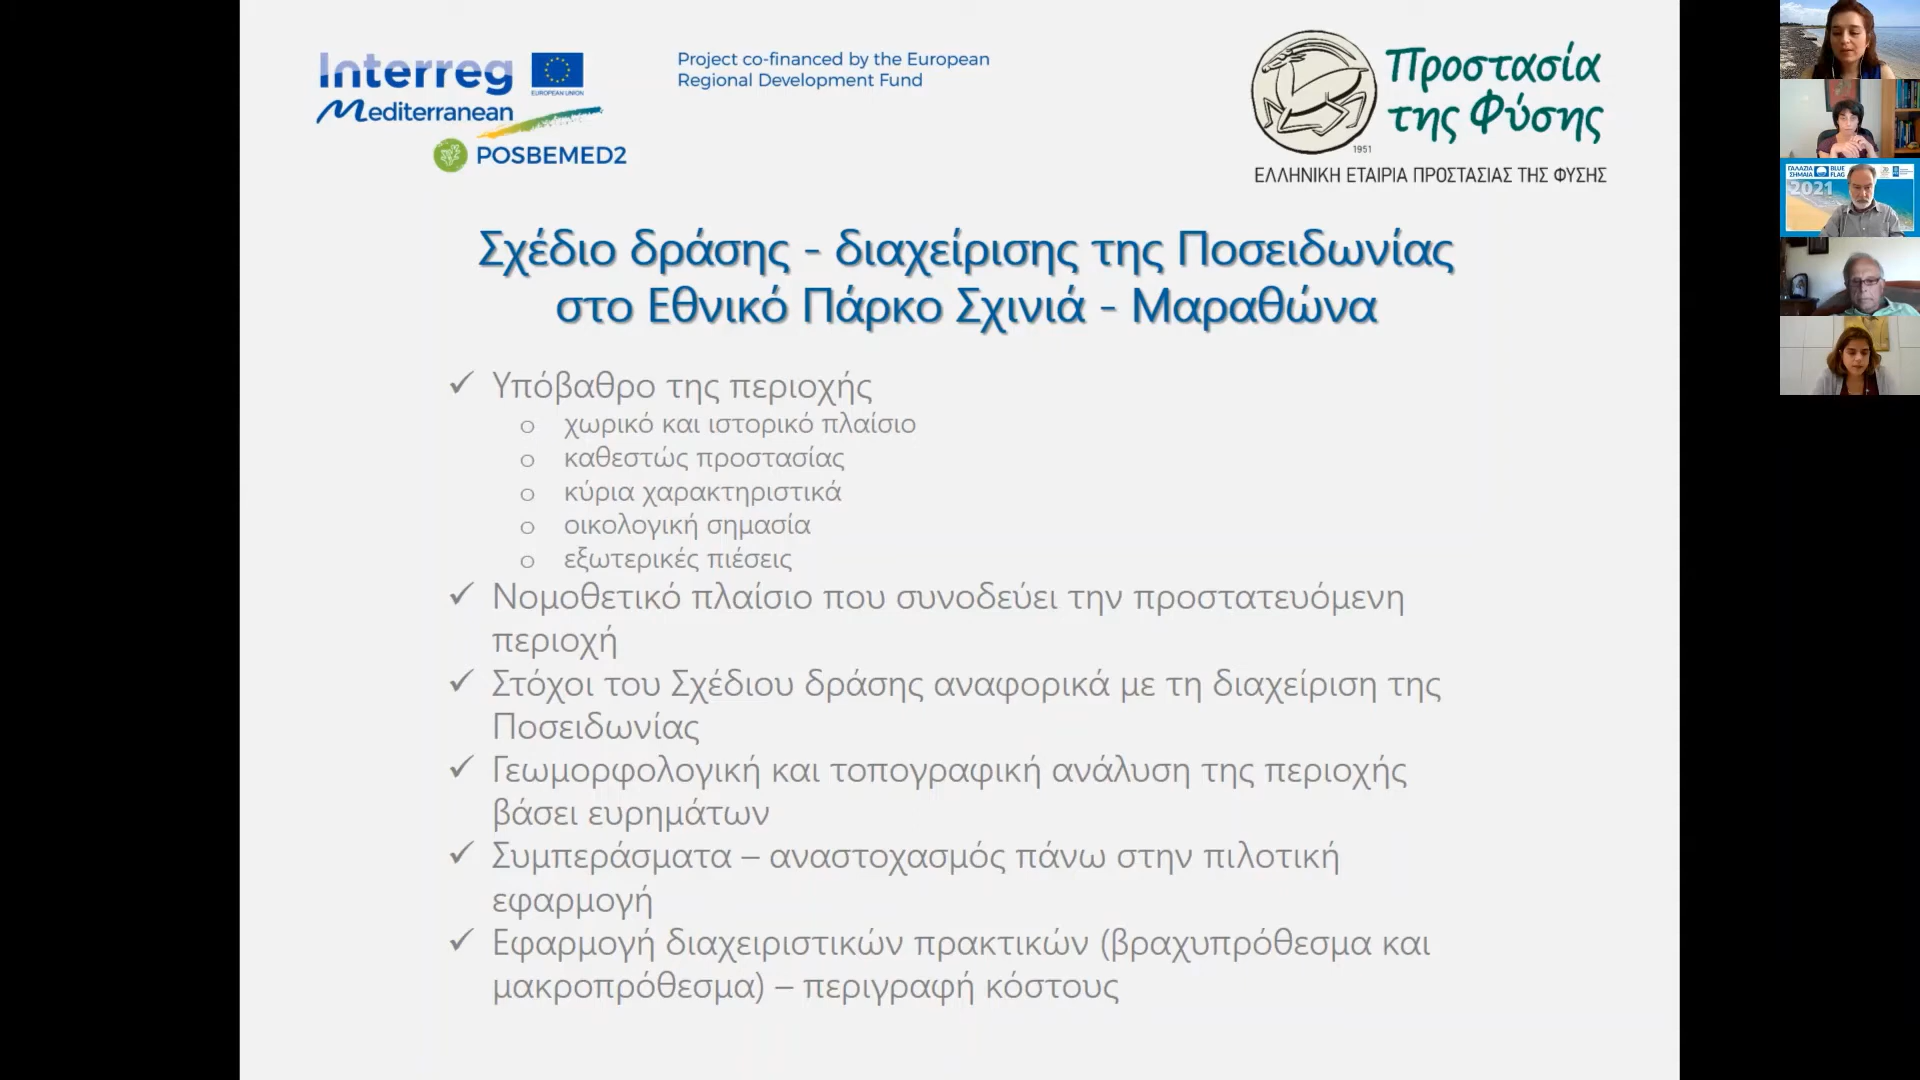 Interreg
EUROPEAN UNION
Mediterranean
POSBEMED2
Project co-financed by the European
Regional Development Fund
Προστασία
της Φύσης
1951
ΕΛΛΗΝΙΚΗ ΕΤΑΙΡΙΑ ΠΡΟΣΤΑΣΙΑΣ ΤΗΣ ΦΥΣΗΣ
Σχέδιο δράσης - διαχείρισης της Ποσειδωνίας
στο Εθνικό Πάρκο Σχινιά - Μαραθώνα
✓ Υπόβαθρο της περιοχής
o χωρικό και ιστορικό πλαίσιο
o καθεστώς προστασίας
o κύρια χαρακτηριστικά
o οικολογική σημασία
o εξωτερικές πιέσεις
✓ Νομοθετικό πλαίσιο που συνοδεύει την προστατευόμενη
περιοχή
✓ Στόχοι του Σχέδιου δράσης αναφορικά με τη διαχείριση της
Ποσειδωνίας
✓ Γεωμορφολογική και τοπογραφική ανάλυση της περιοχής
βάσει ευρημάτων
✓ Συμπεράσματα – αναστοχασμός πάνω στην πιλοτική
εφαρμογή
✓ Εφαρμογή διαχειριστικών πρακτικών (βραχυπρόθεσμα και
μακροπρόθεσμα) – περιγραφή κόστους
ΓΑΛΑΖΙΑ
ΣΗΜΑΙΑ
BLUE
FLAG
2021